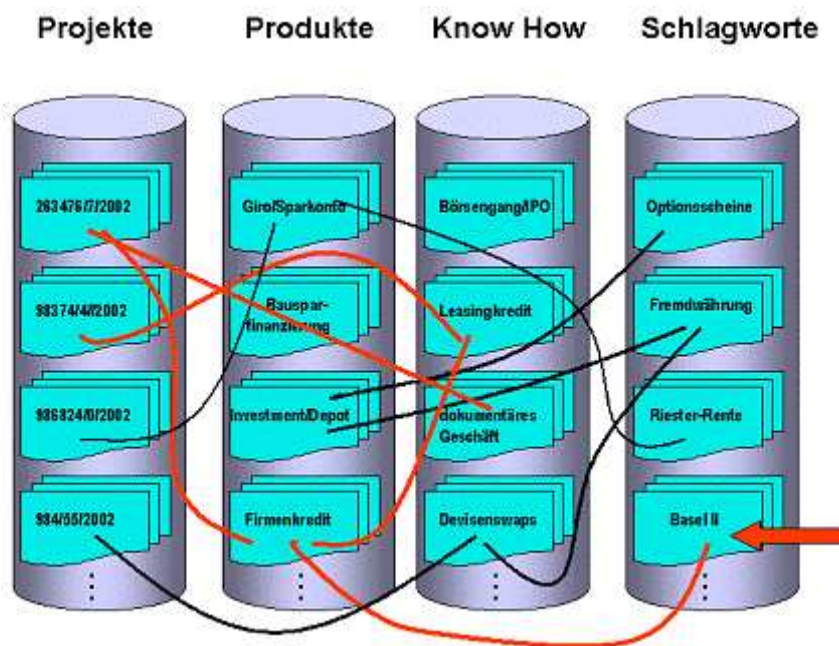 Projekte
Produkte
Know How
Schlagworte
263476/7/2002
Giro/Sparkonto
Börsengang/IPO
Optionsscheine
98374/4//2002
Bauspar-
finanzierung
Leasingkredit
Fremdwährung
986824/0/2002
Investment/Depot
dokumentäres
Geschäft
Riester-Rente
984/55/2002
Firmenkredit
Devisenswaps
Basel II